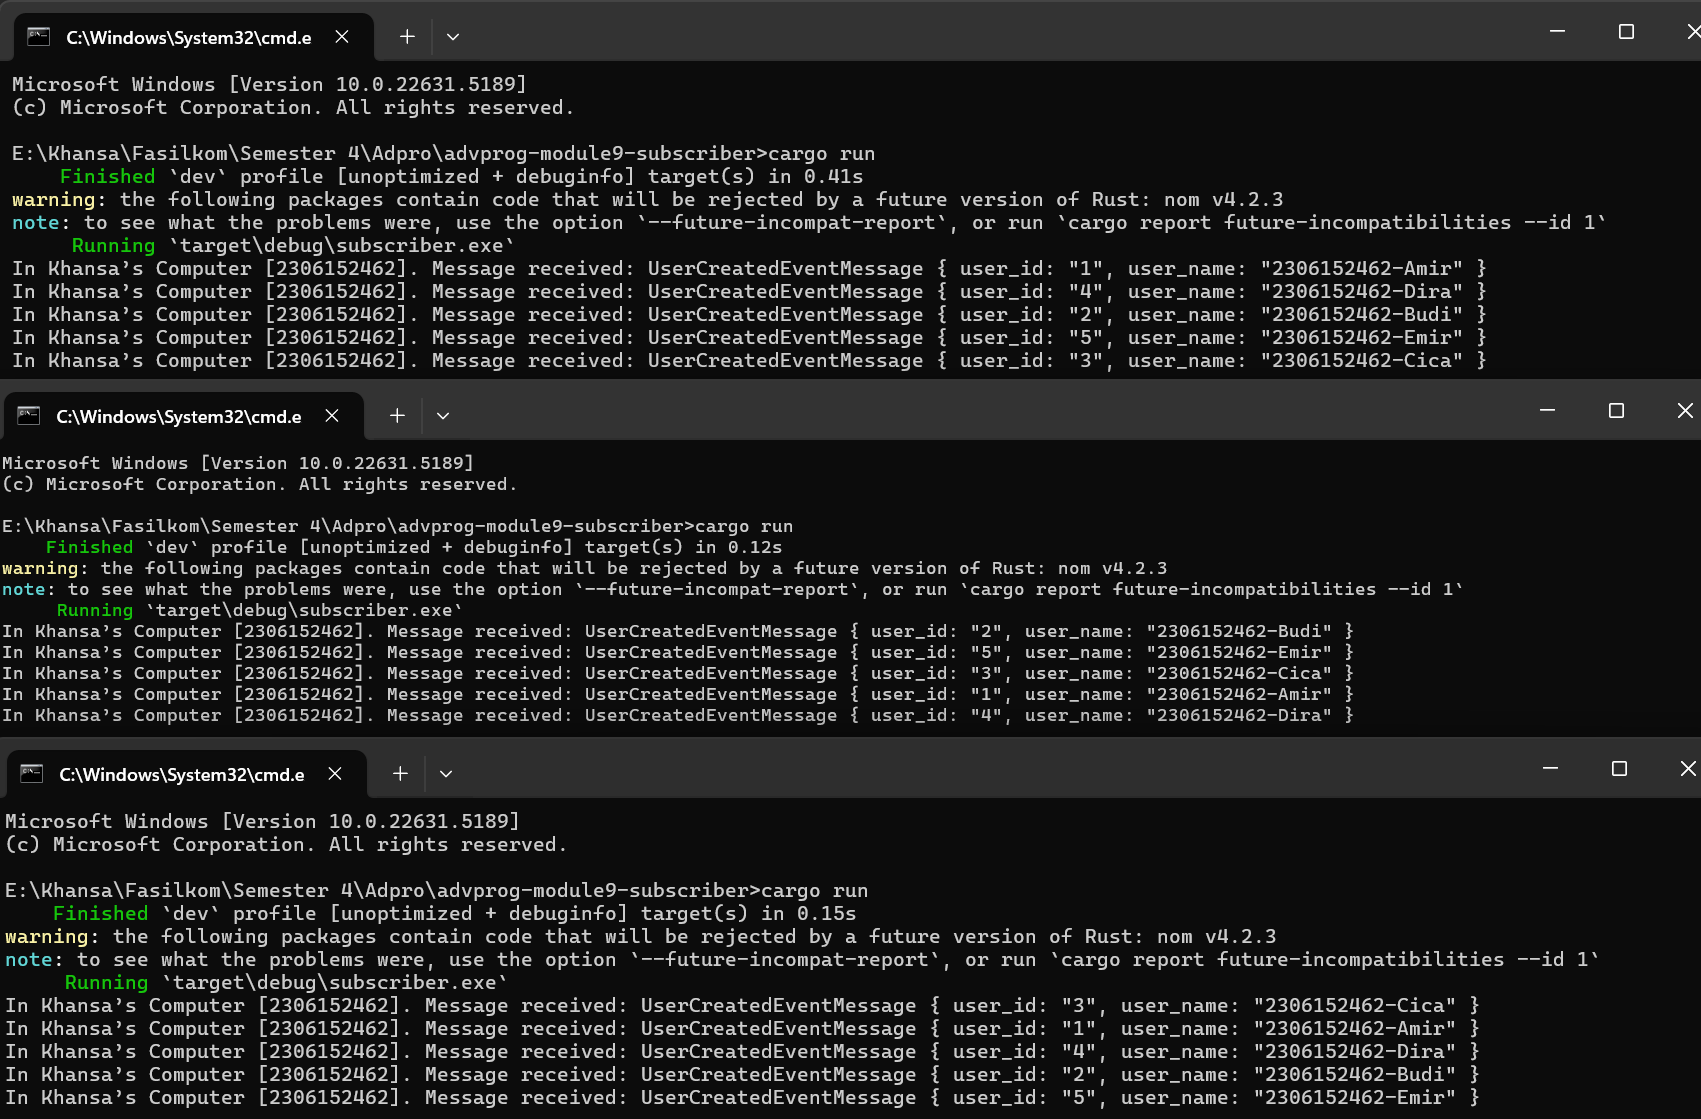 C:\Windows\System32\cmd.e
Microsoft Windows [Version 10.0.22631.5189]
(c) Microsoft Corporation. All rights reserved.
E:\Khansa\Fasilkom\Semester 4\Adpro\advprog-module9-subscriber>cargo run
Finished `dev` profile [unoptimized + debuginfo] target(s) in 0.41s
warning: the following packages contain code that will be rejected by a future version of Rust: nom v4.2.3
note: to see what the problems were, use the option `--future-incompat-report`, or run `cargo report future-incompatibilities --id 1`
Running `target\debug\subscriber.exe`
In Khansa’s Computer [2306152462]. Message received: UserCreatedEventMessage { user_id: "1", user_name: "2306152462-Amir" }
In Khansa’s Computer [2306152462]. Message received: UserCreatedEventMessage { user_id: "4", user_name: "2306152462-Dira" }
In Khansa’s Computer [2306152462]. Message received: UserCreatedEventMessage { user_id: "2", user_name: "2306152462-Budi" }
In Khansa’s Computer [2306152462]. Message received: UserCreatedEventMessage { user_id: "5", user_name: "2306152462-Emir" }
In Khansa’s Computer [2306152462]. Message received: UserCreatedEventMessage { user_id: "3", user_name: "2306152462-Cica" }
C:\Windows\System32\cmd.e
Microsoft Windows [Version 10.0.22631.5189]
(c) Microsoft Corporation. All rights reserved.
E:\Khansa\Fasilkom\Semester 4\Adpro\advprog-module9-subscriber>cargo run
Finished `dev` profile [unoptimized + debuginfo] target(s) in 0.12s
warning: the following packages contain code that will be rejected by a future version of Rust: nom v4.2.3
note: to see what the problems were, use the option `--future-incompat-report`, or run `cargo report future-incompatibilities --id 1`
Running `target\debug\subscriber.exe`
In Khansa’s Computer [2306152462]. Message received: UserCreatedEventMessage { user_id: "2", user_name: "2306152462-Budi" }
In Khansa’s Computer [2306152462]. Message received: UserCreatedEventMessage { user_id: "5", user_name: "2306152462-Emir" }
In Khansa’s Computer [2306152462]. Message received: UserCreatedEventMessage { user_id: "3", user_name: "2306152462-Cica" }
In Khansa’s Computer [2306152462]. Message received: UserCreatedEventMessage { user_id: "1", user_name: "2306152462-Amir" }
In Khansa’s Computer [2306152462]. Message received: UserCreatedEventMessage { user_id: "4", user_name: "2306152462-Dira" }
C:\Windows\System32\cmd.e
Microsoft Windows [Version 10.0.22631.5189]
(c) Microsoft Corporation. All rights reserved.
E:\Khansa\Fasilkom\Semester 4\Adpro\advprog-module9-subscriber>cargo run
Finished `dev` profile [unoptimized + debuginfo] target(s) in 0.15s
warning: the following packages contain code that will be rejected by a future version of Rust: nom v4.2.3
note: to see what the problems were, use the option `--future-incompat-report`, or run `cargo report future-incompatibilities --id 1`
Running `target\debug\subscriber.exe`
In Khansa’s Computer [2306152462]. Message received: UserCreatedEventMessage { user_id: "3", user_name: "2306152462-Cica" }
In Khansa’s Computer [2306152462]. Message received: UserCreatedEventMessage { user_id: "1", user_name: "2306152462-Amir" }
In Khansa’s Computer [2306152462]. Message received: UserCreatedEventMessage { user_id: "4", user_name: "2306152462-Dira" }
In Khansa’s Computer [2306152462]. Message received: UserCreatedEventMessage { user_id: "2", user_name: "2306152462-Budi" }
In Khansa’s Computer [2306152462]. Message received: UserCreatedEventMessage { user_id: "5", user_name: "2306152462-Emir" }